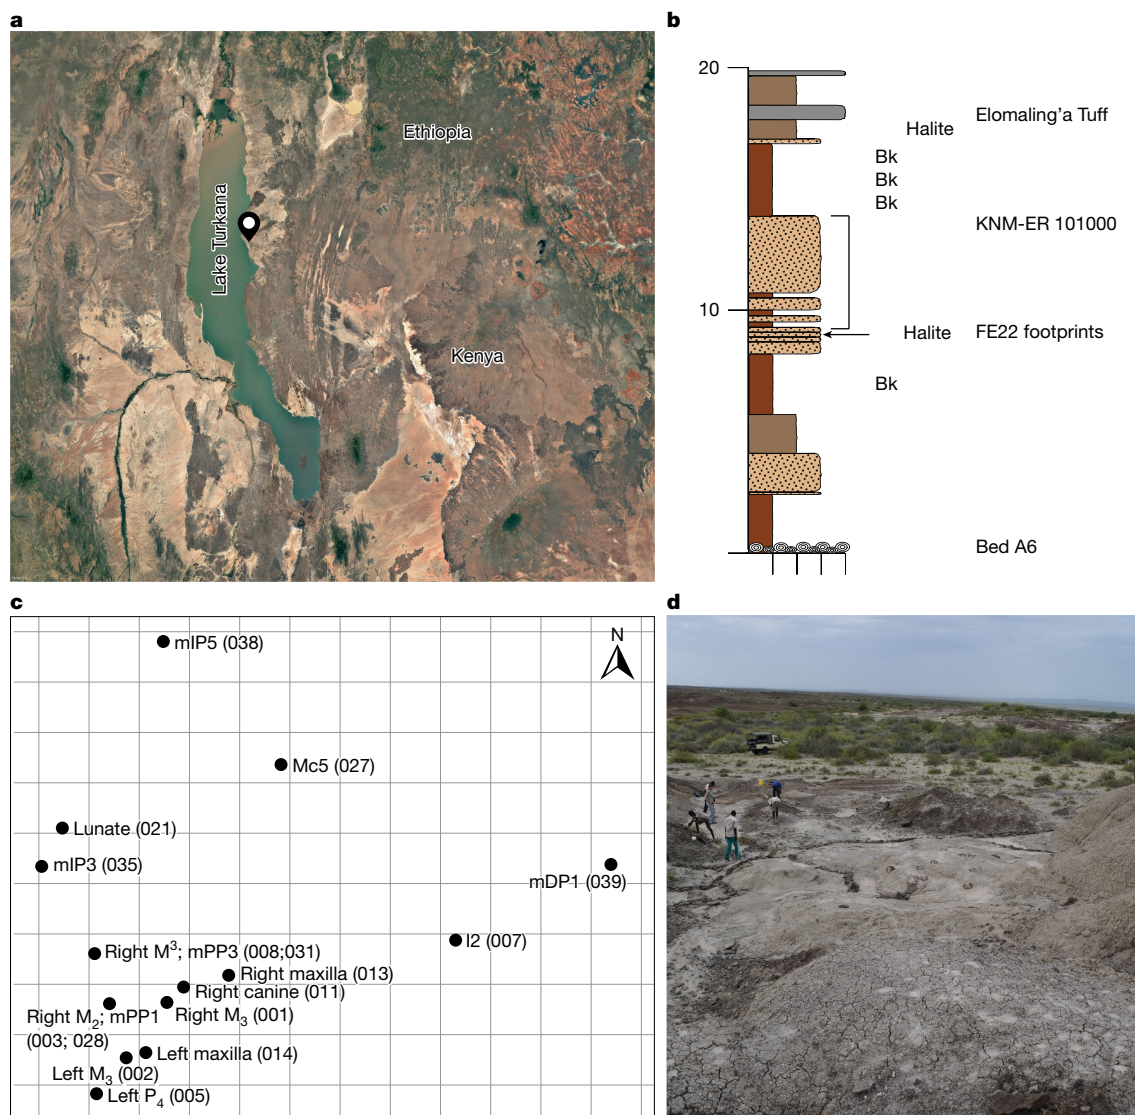 a
Ethiopia
Lake Turkana
Kenya
b
20
Elomaling'a Tuff
Halite
Bk
Bk
Bk
KNM-ER 101000
10
Halite
FE22 footprints
Bk
Bed A6
c
N
mIP5 (038)
Mc5 (027)
Lunate (021)
mIP3 (035)
mDP1 (039)
I2 (007)
Right M³; mPP3 (008;031)
Right maxilla (013)
Right canine (011)
Right M₃ (001)
Right M₂; mPP1
(003; 028)
Left maxilla (014)
Left M₃ (002)
Left P₄ (005)
d